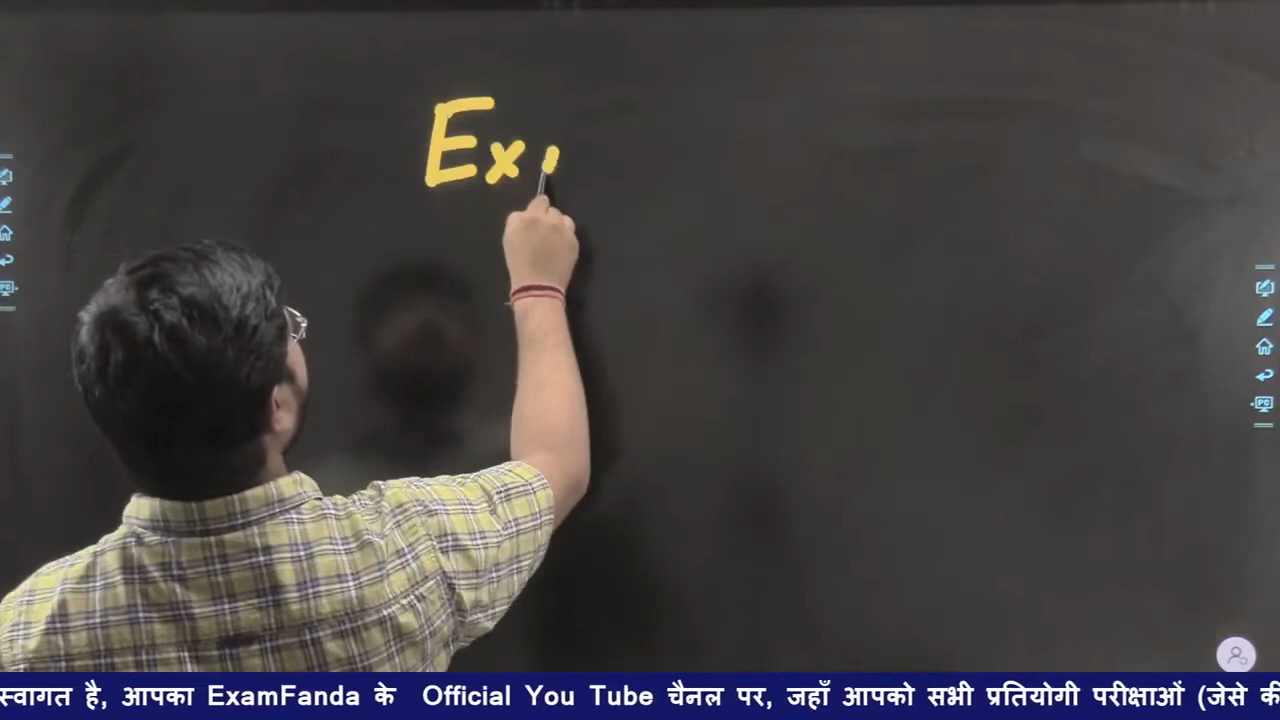 Ex
स्वागत है, आपका ExamFanda के Official You Tube चैनल पर, जहाँ आपको सभी प्रतियोगी परीक्षाओं (जेसे की